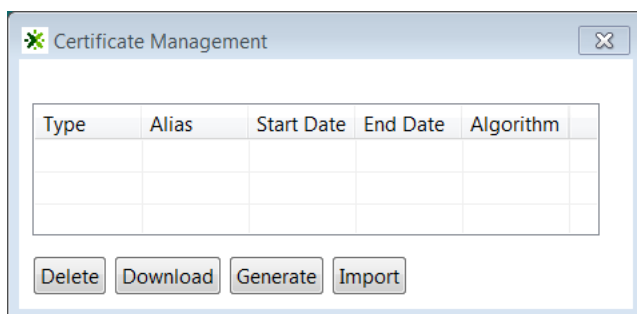 Certificate Management
Type Alias Start Date End Date Algorithm
Delete Download Generate Import